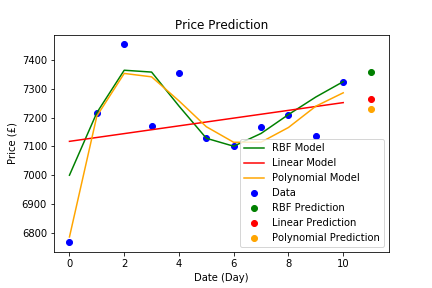 Price Prediction
Price (£)
7400
7300
7200
7100
7000
6900
6800
RBF Model
Linear Model
Polynomial Model
Data
RBF Prediction
Linear Prediction
Polynomial Prediction
0
2
4
6
8
10
Date (Day)